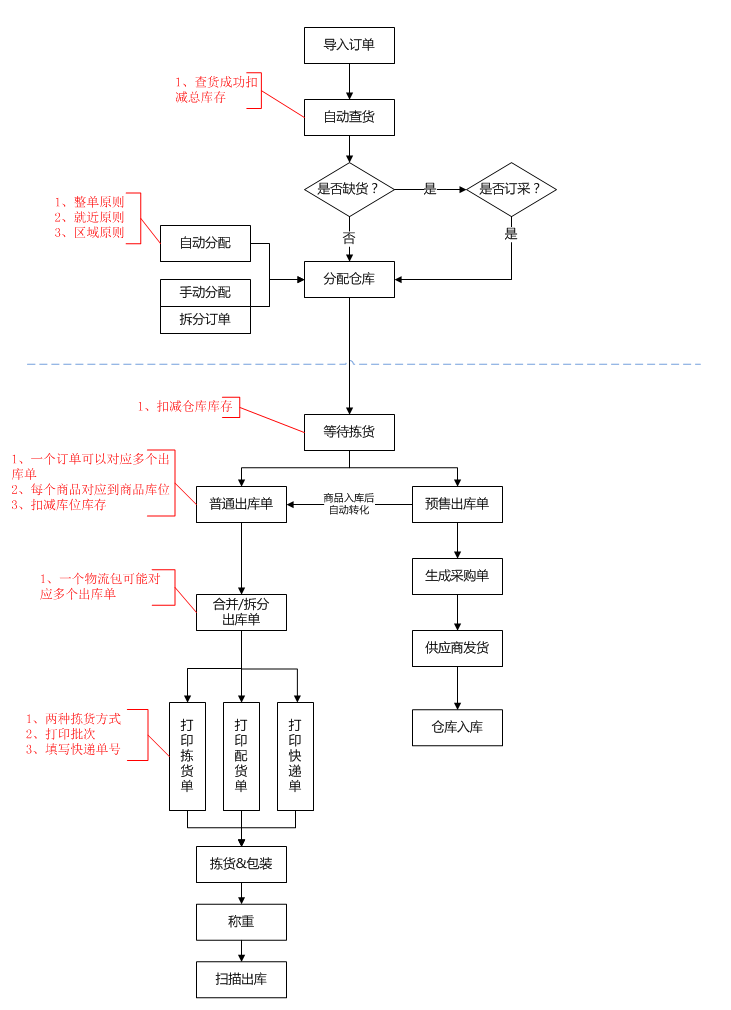 导入订单
1、查货成功扣
减总库存
自动查货
是否缺货？
是
是否订采？
1、整单原则
2、就近原则
3、区域原则
否
是
自动分配
分配仓库
手动分配
拆分订单
1、扣减仓库库存
等待拣货
1、一个订单可以对应多个出
库单
2、每个商品对应到商品库位
3、扣减库位库存
普通出库单
商品入库后
自动转化
预售出库单
生成采购单
1、一个物流包可能对
应多个出库单
合并/拆分
出库单
供应商发货
1、两种拣货方式
2、打印批次
3、填写快递单号
打印拣货单
打印配货单
打印快递单
仓库入库
拣货&包装
称重
扫描出库